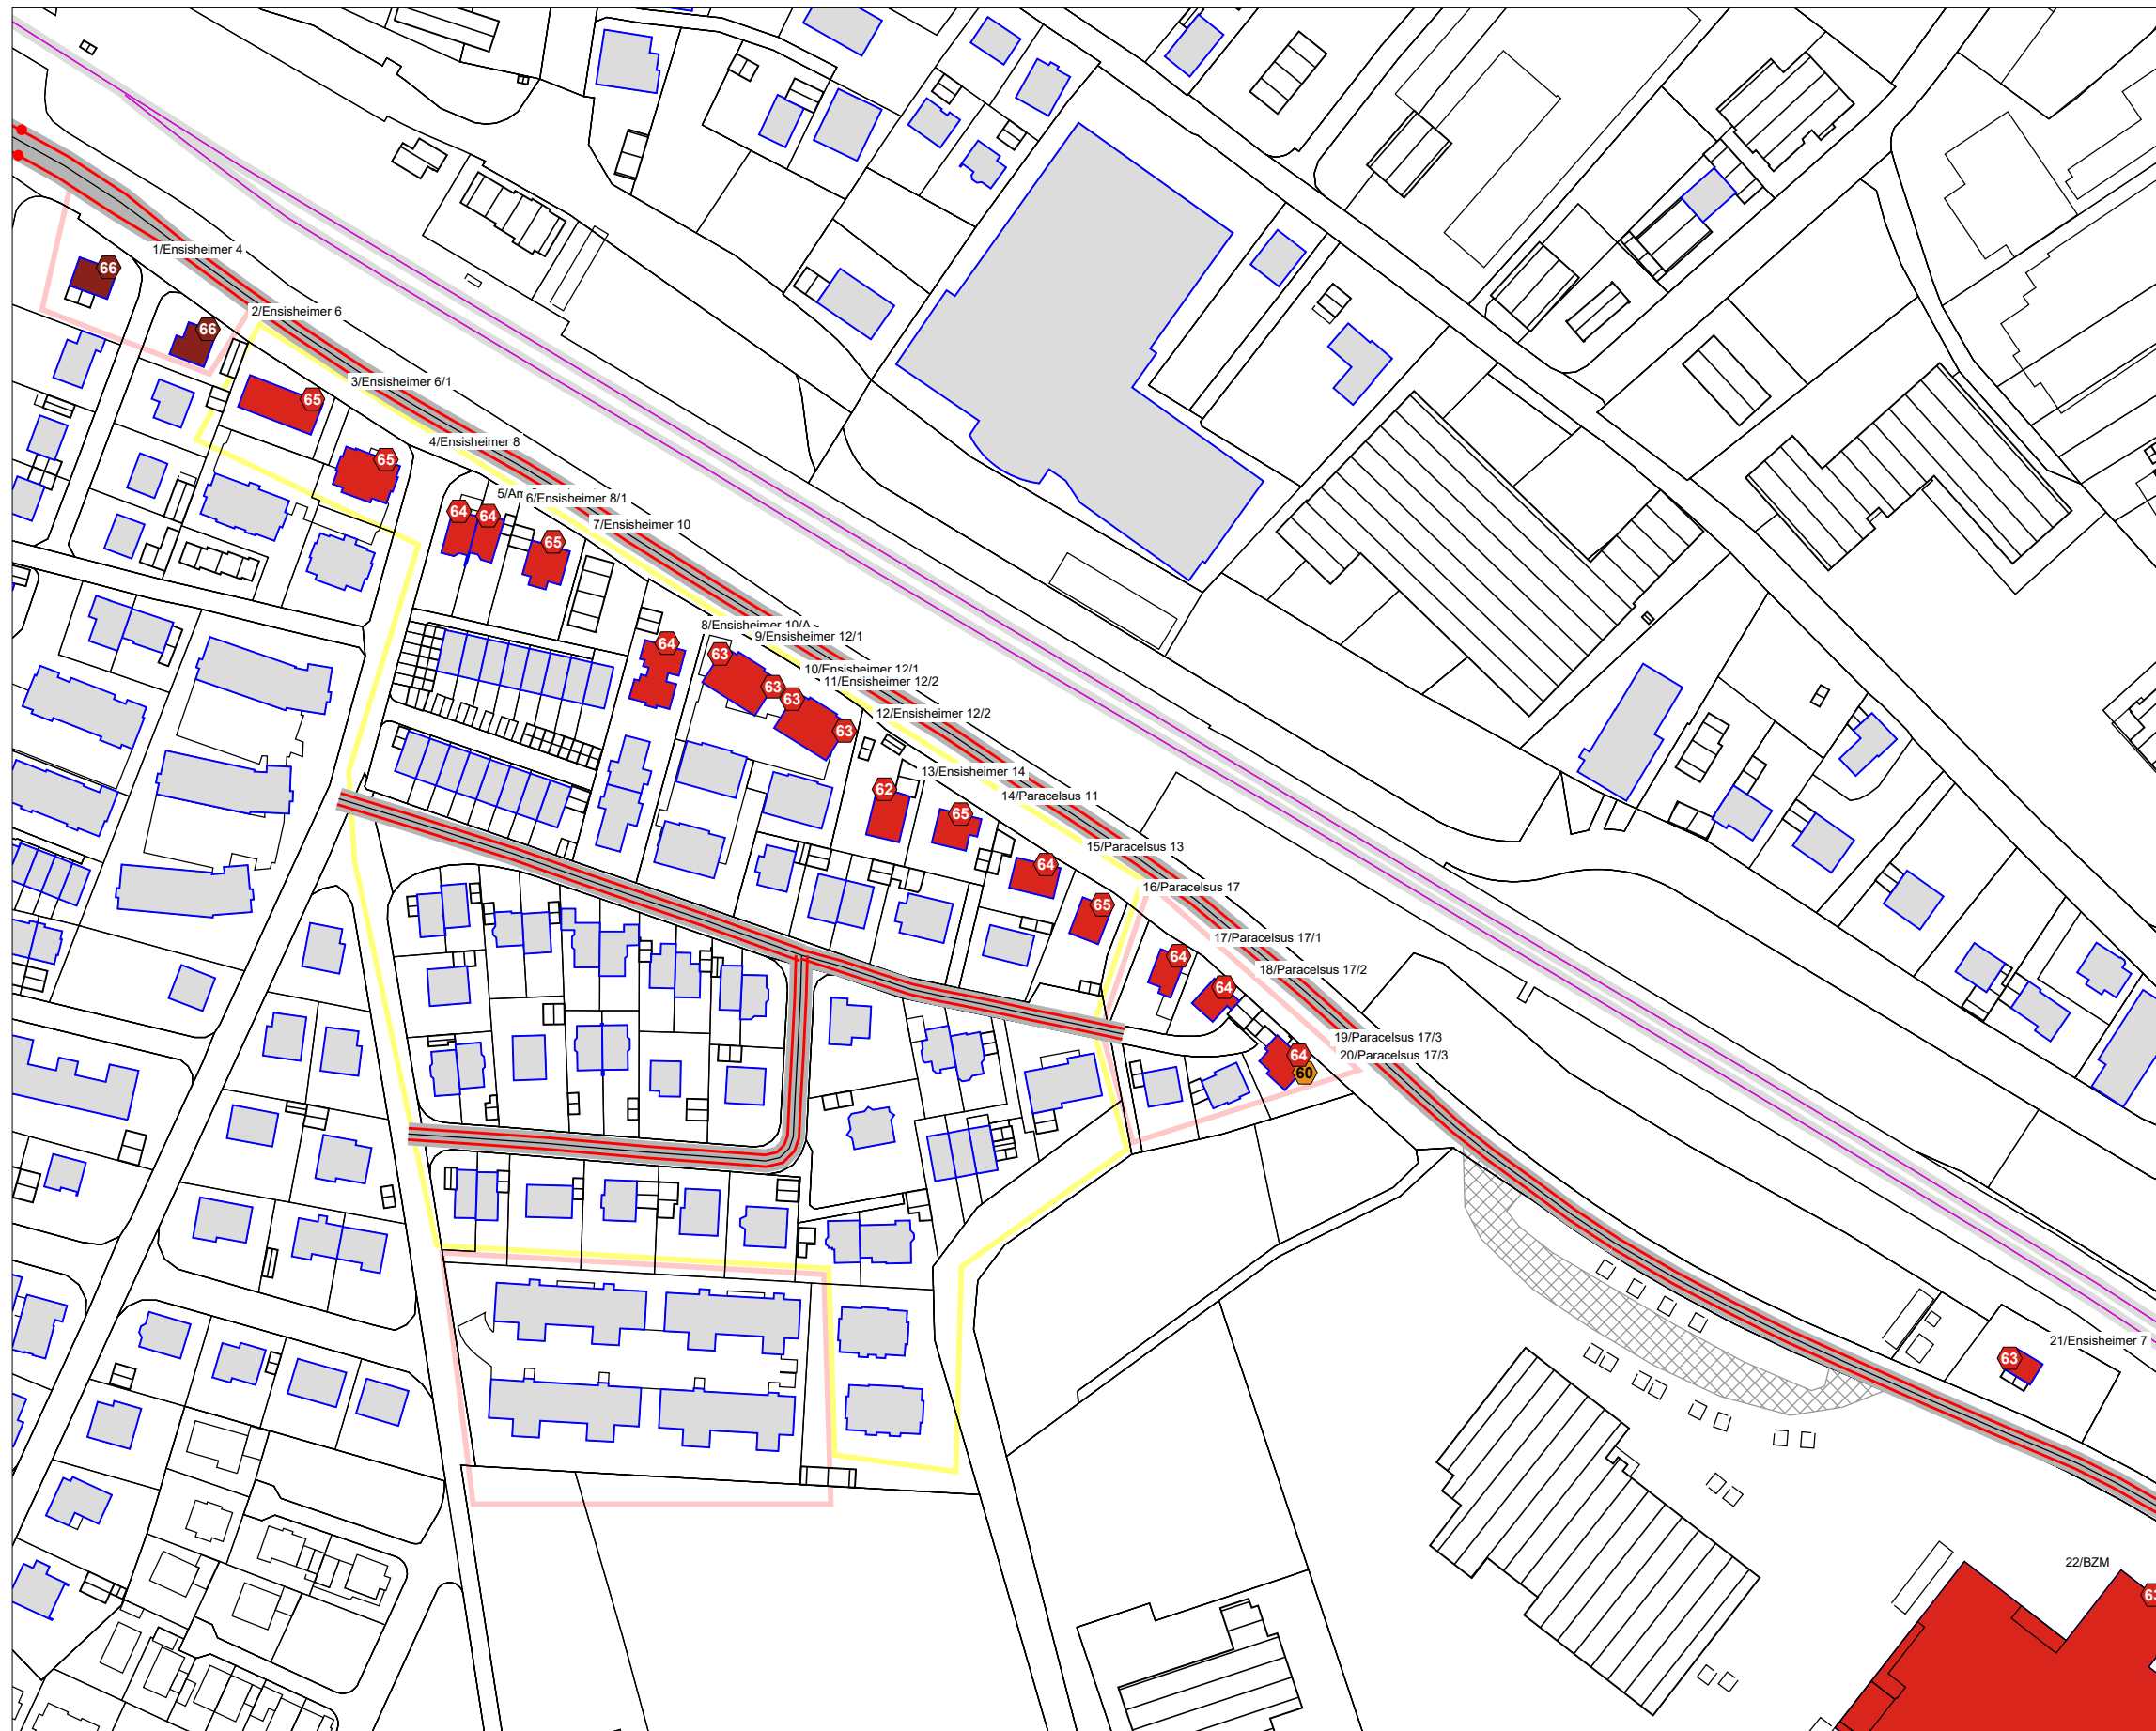 1/Ensisheimer 4
66
2/Ensisheimer 6
66
3/Ensisheimer 6/1
65
4/Ensisheimer 8
65
6/Ensisheimer 8/1
64
64
7/Ensisheimer 10
65
8/Ensisheimer 10/A
9/Ensisheimer 12/1
64
63
10/Ensisheimer 12/1
11/Ensisheimer 12/2
63
63
12/Ensisheimer 12/2
63
13/Ensisheimer 14
62
14/Paracelsus 11
65
15/Paracelsus 13
64
16/Paracelsus 17
65
17/Paracelsus 17/1
64
18/Paracelsus 17/2
64
19/Paracelsus 17/3
64
20/Paracelsus 17/3
60
21/Ensisheimer 7
63
22/BZM